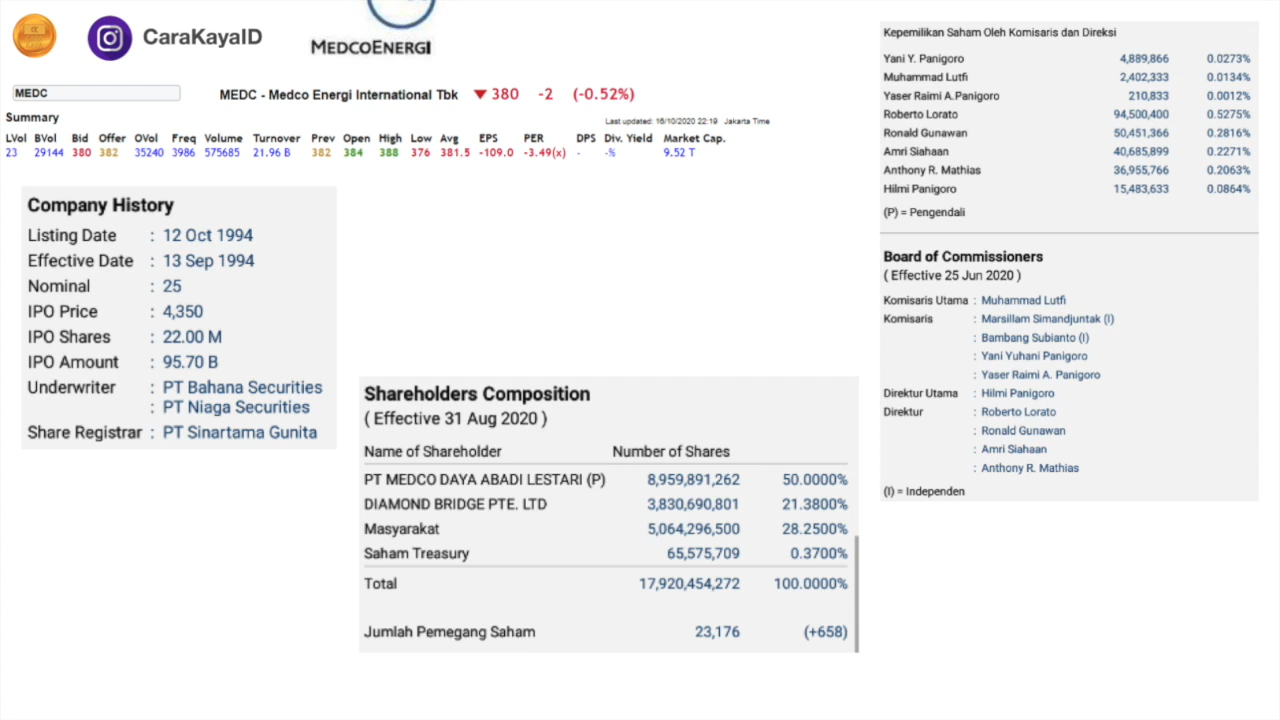 CaraKayaID
MEDCOENERGI
MEDC
MEDC - Medco Energi International Tbk ▼ 380 -2 (-0.52%)
Summary
Last updated: 16/10/2020 22:19 Jakarta Time
LVol BVol Bid Offer OVol Freq Volume Turnover Prev Open High Low Avg EPS PER DPS Div. Yield Market Cap.
23 29144 380 382 35240 3986 575685 21.96 B 382 384 388 376 381.5 -109.0 -3.49(x) - -% 9.52 T
Company History
Listing Date : 12 Oct 1994
Effective Date : 13 Sep 1994
Nominal : 25
IPO Price : 4,350
IPO Shares : 22.00 M
IPO Amount : 95.70 B
Underwriter : PT Bahana Securities
: PT Niaga Securities
Share Registrar : PT Sinartama Gunita
Shareholders Composition
( Effective 31 Aug 2020 )
Name of Shareholder Number of Shares
PT MEDCO DAYA ABADI LESTARI (P) 8,959,891,262 50.0000%
DIAMOND BRIDGE PTE. LTD 3,830,690,801 21.3800%
Masyarakat 5,064,296,500 28.2500%
Saham Treasury 65,575,709 0.3700%
Total 17,920,454,272 100.0000%
Jumlah Pemegang Saham 23,176 (+658)
Kepemilikan Saham Oleh Komisaris dan Direksi
Yani Y. Panigoro 4,889,866 0.0273%
Muhammad Lutfi 2,402,333 0.0134%
Yaser Raimi A.Panigoro 210,833 0.0012%
Roberto Lorato 94,500,400 0.5275%
Ronald Gunawan 50,451,366 0.2816%
Amri Siahaan 40,685,899 0.2271%
Anthony R. Mathias 36,955,766 0.2063%
Hilmi Panigoro 15,483,633 0.0864%
(P) = Pengendali
Board of Commissioners
( Effective 25 Jun 2020 )
Komisaris Utama : Muhammad Lutfi
Komisaris : Marsillam Simandjuntak (I)
: Bambang Subianto (I)
: Yani Yuhani Panigoro
: Yaser Raimi A. Panigoro
Direktur Utama : Hilmi Panigoro
Direktur : Roberto Lorato
: Ronald Gunawan
: Amri Siahaan
: Anthony R. Mathias
(I) = Independen